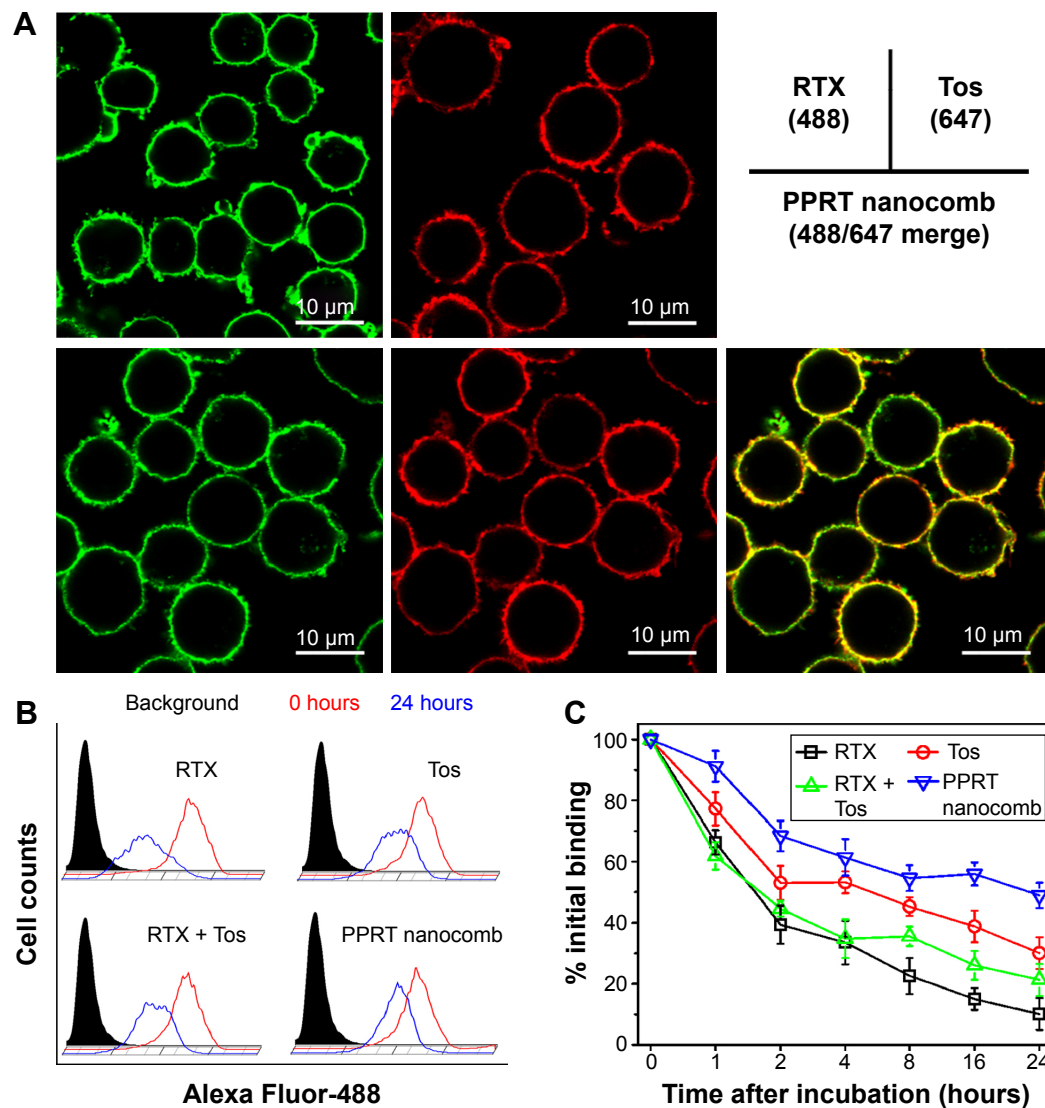 A
RTX
(488)
Tos
(647)
PPRT nanocomb
(488/647 merge)
10 µm
10 µm
10 µm
10 µm
10 µm
B
Background 0 hours 24 hours
RTX
Tos
RTX + Tos
PPRT nanocomb
Cell counts
Alexa Fluor-488
C
% initial binding
100
80
60
40
20
0
RTX
Tos
RTX +
Tos
PPRT
nanocomb
0 1 2 4 8 16 24
Time after incubation (hours)